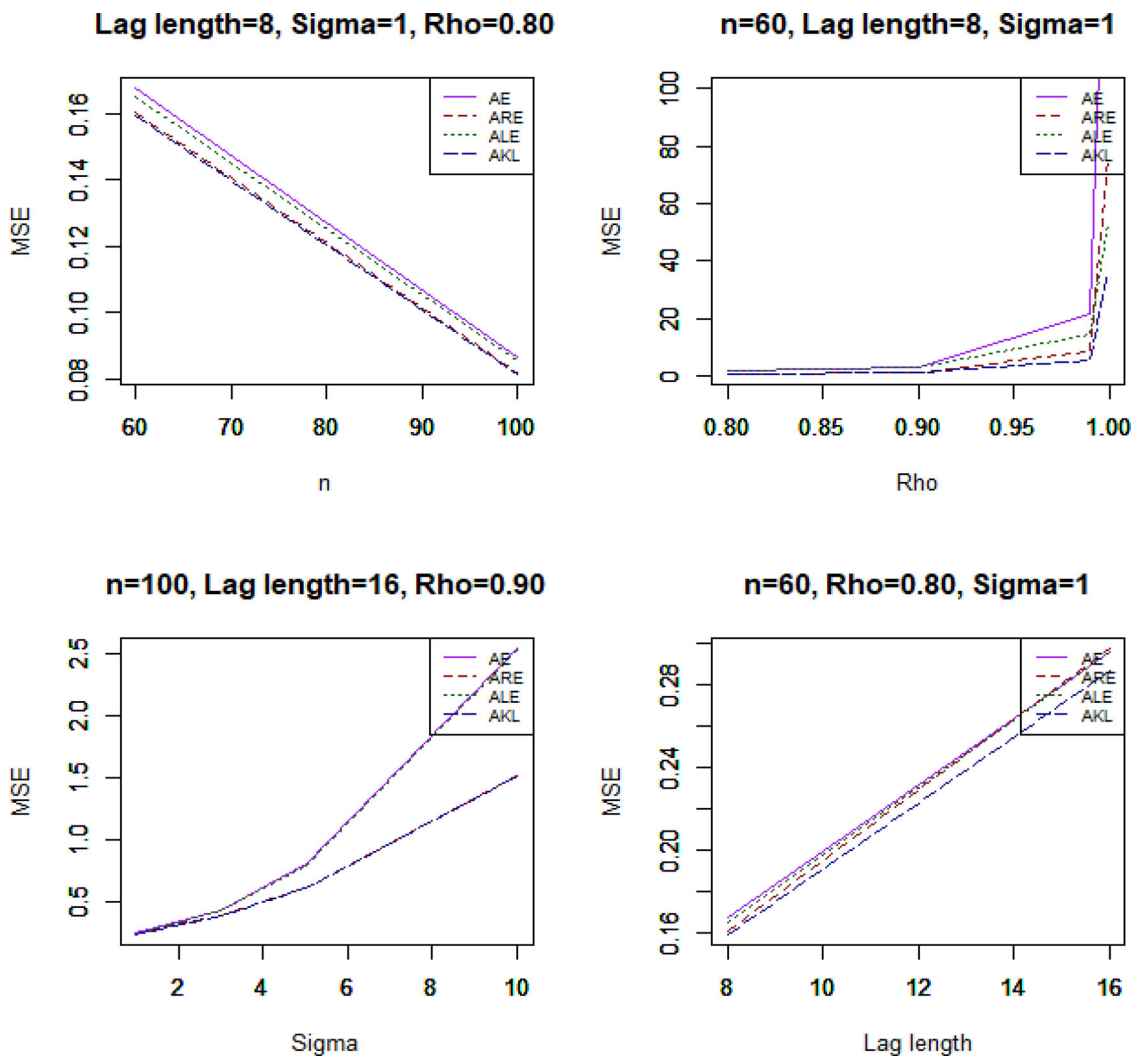 Lag length=8, Sigma=1, Rho=0.80
MSE
0.16
0.14
0.12
0.10
0.08
60 70 80 90 100
n
AE
ARE
ALE
AKL
n=60, Lag length=8, Sigma=1
MSE
100
80
60
40
20
0
0.80 0.85 0.90 0.95 1.00
Rho
AE
ARE
ALE
AKL
n=100, Lag length=16, Rho=0.90
MSE
2.5
2.0
1.5
1.0
0.5
2 4 6 8 10
Sigma
AE
ARE
ALE
AKL
n=60, Rho=0.80, Sigma=1
MSE
0.28
0.24
0.20
0.16
8 10 12 14 16
Lag length
AE
ARE
ALE
AKL